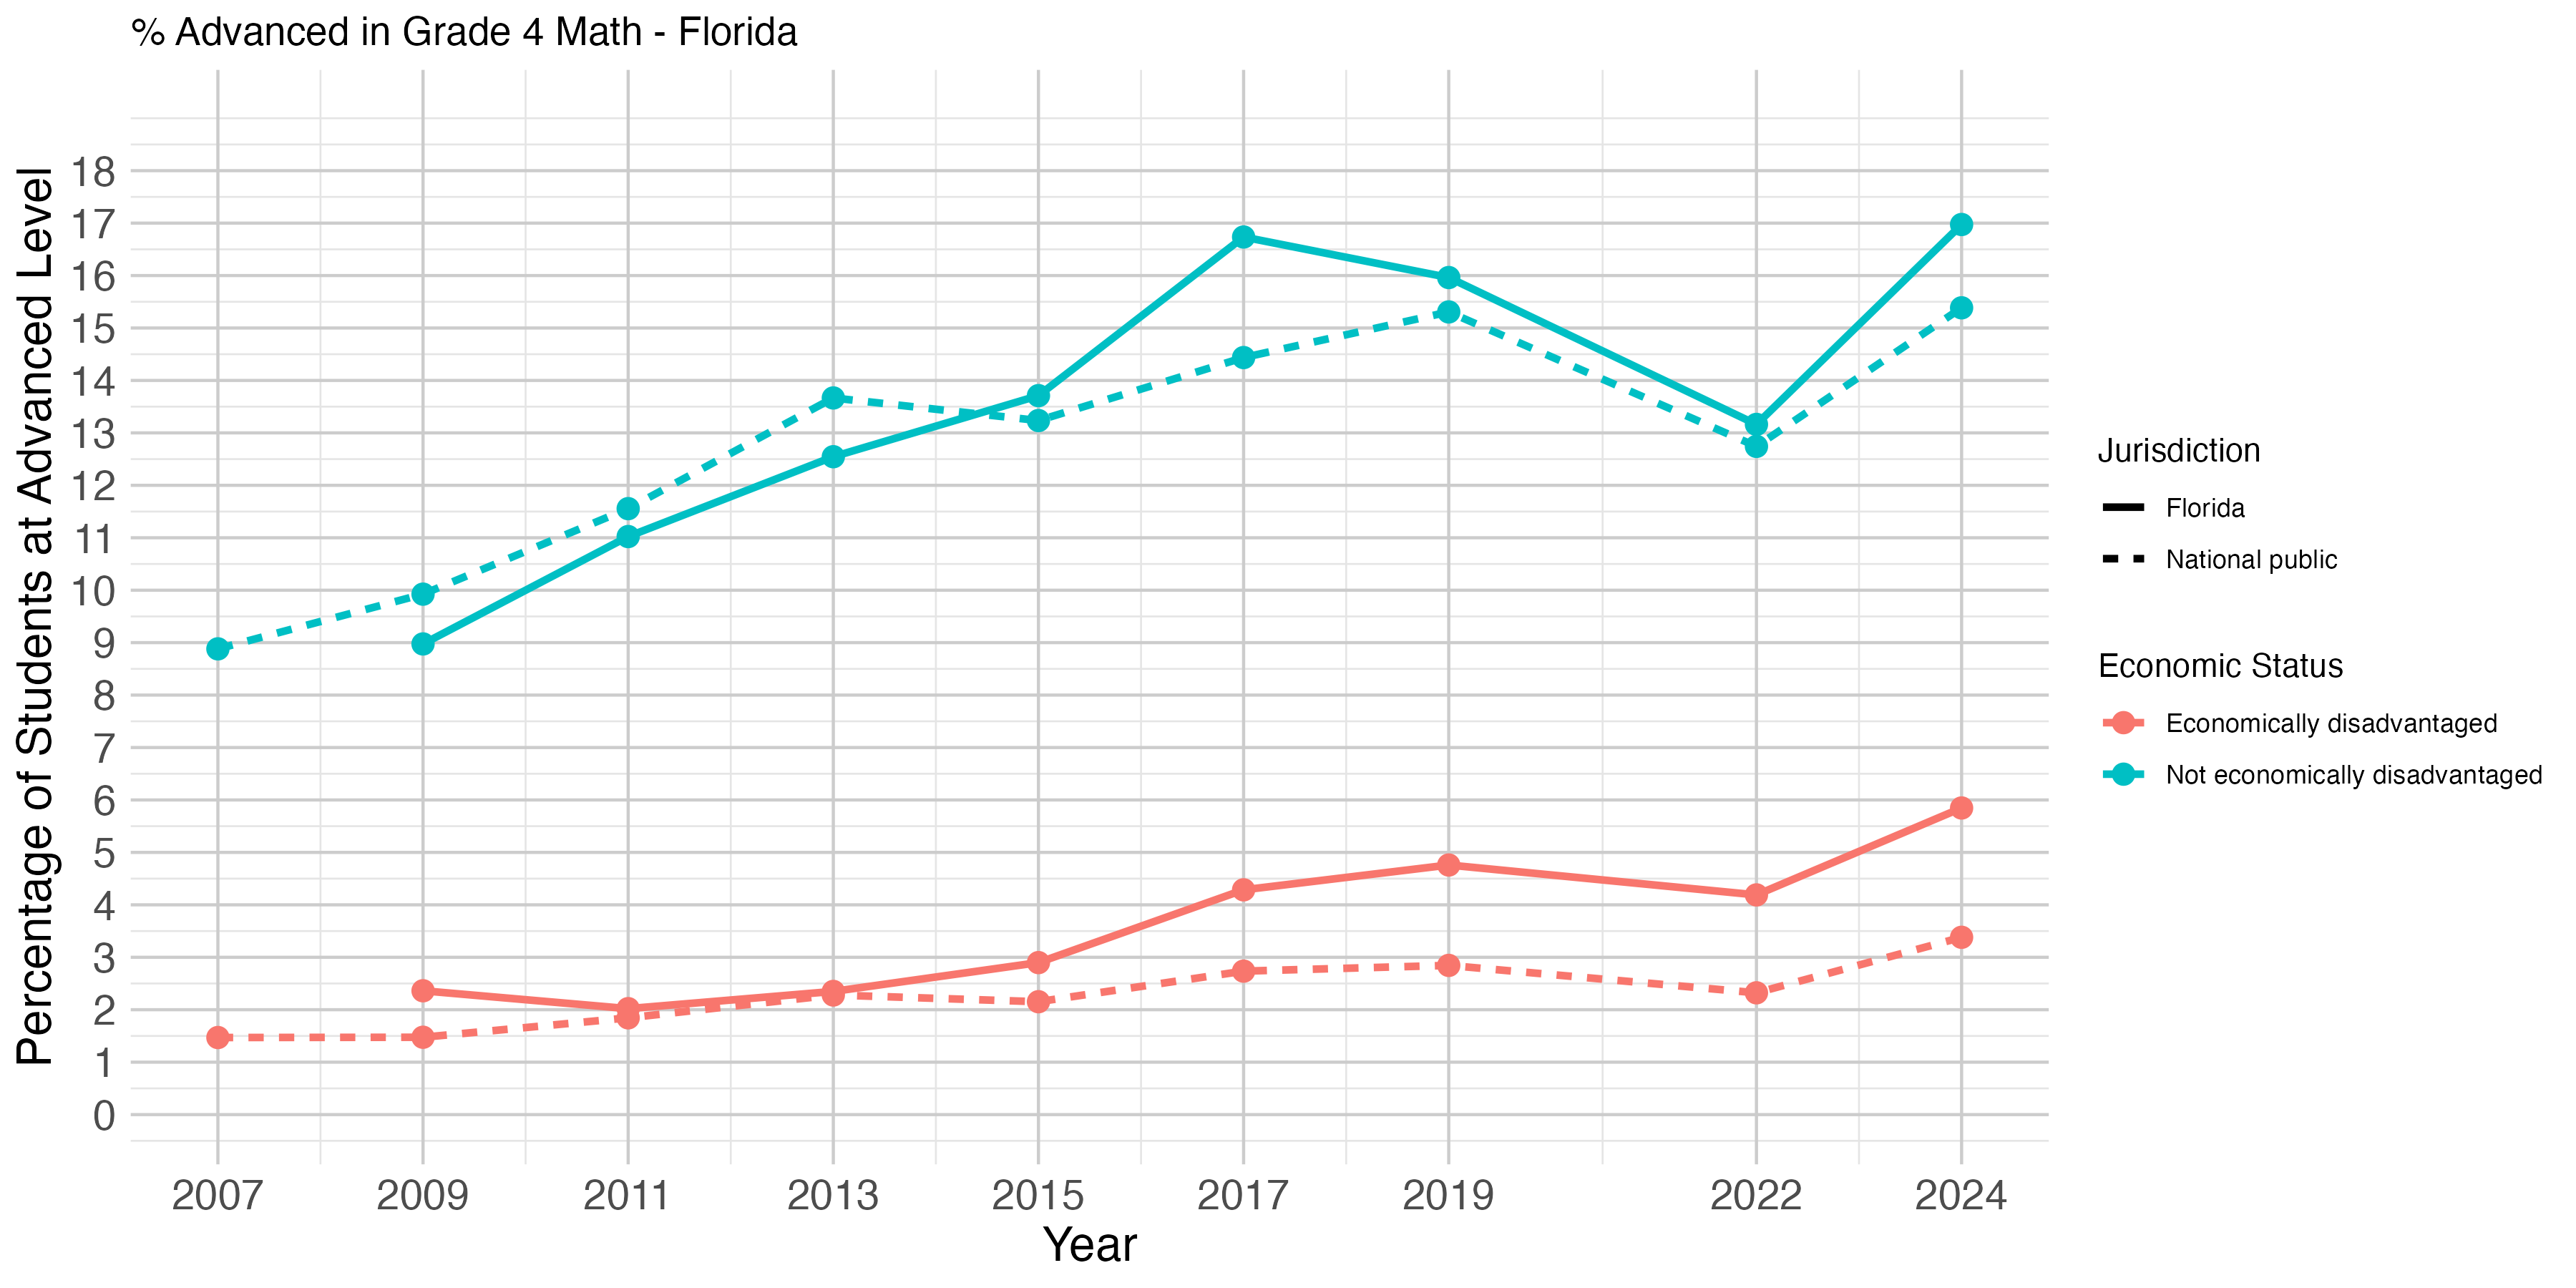 % Advanced in Grade 4 Math - Florida
Percentage of Students at Advanced Level
18
17
16
15
14
13
12
11
10
9
8
7
6
5
4
3
2
1
0
2007 2009 2011 2013 2015 2017 2019 2022 2024
Year
Jurisdiction
Florida
National public
Economic Status
Economically disadvantaged
Not economically disadvantaged